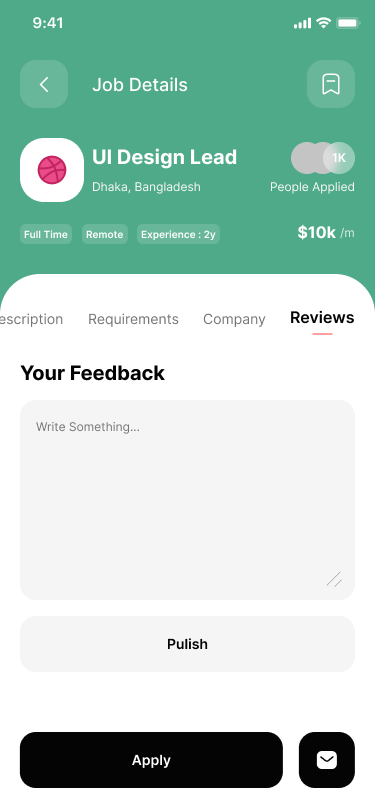 9:41
Job Details
UI Design Lead
1K
Dhaka, Bangladesh
People Applied
Full Time
Remote
Experience : 2y
$10k /m
escription
Requirements
Company
Reviews
Your Feedback
Write Something...
Pulish
Apply